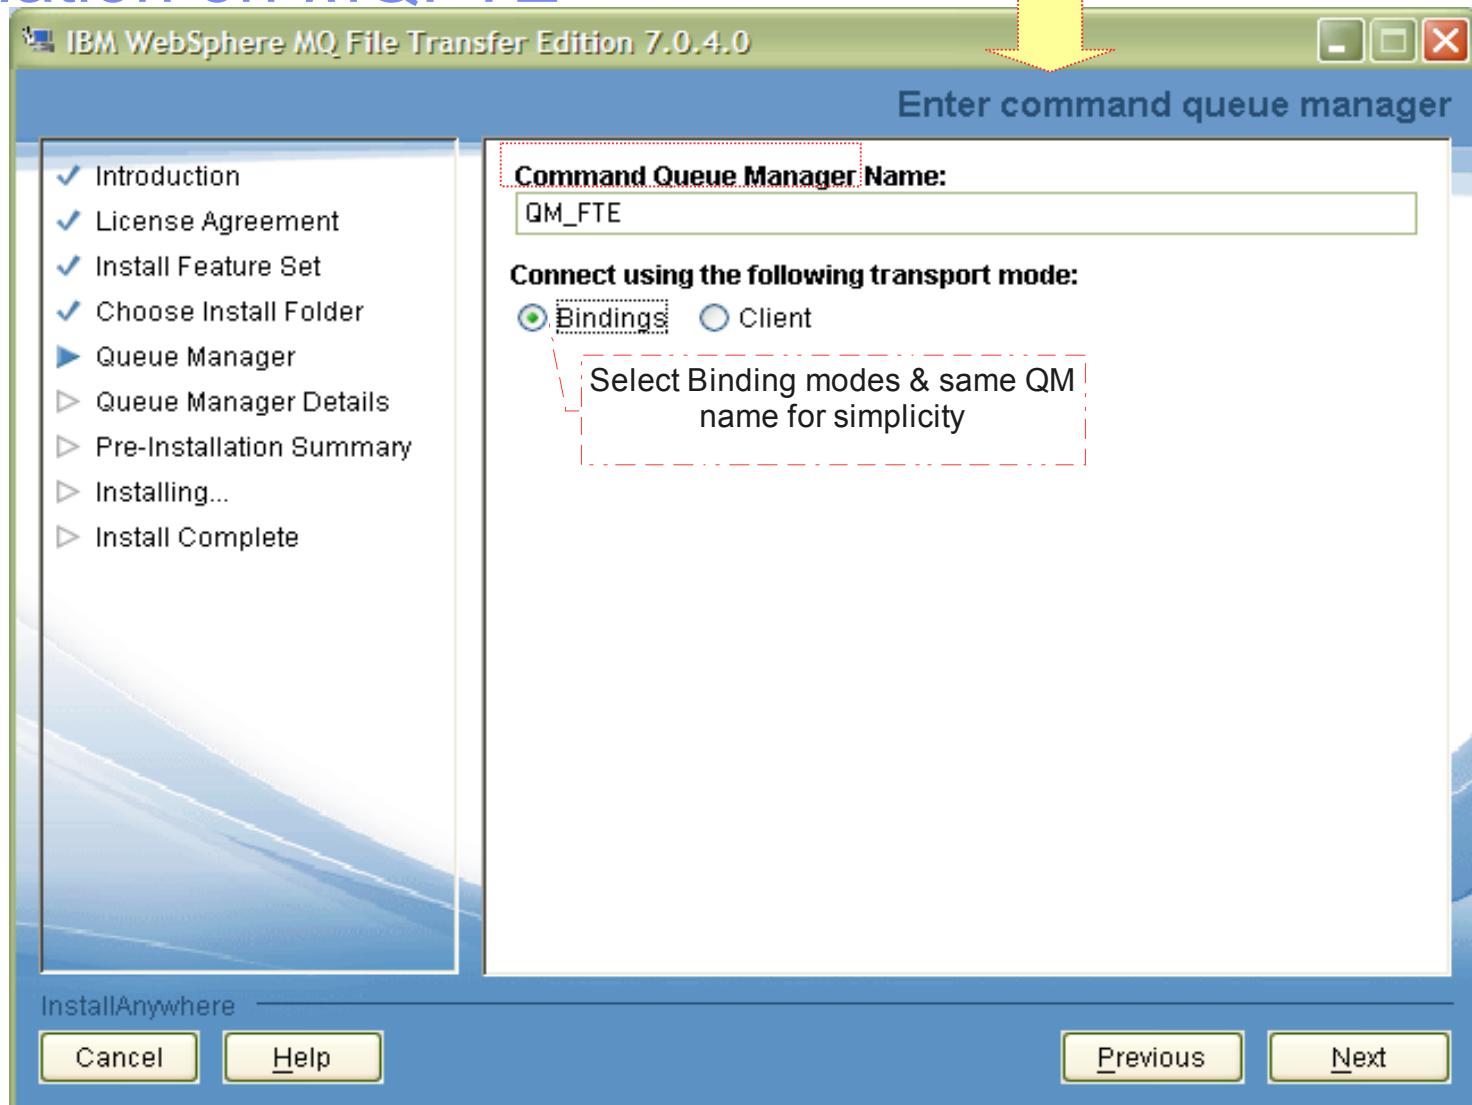 IBM WebSphere MQ File Transfer Edition 7.0.4.0
Enter command queue manager
Introduction
License Agreement
Install Feature Set
Choose Install Folder
Queue Manager
Queue Manager Details
Pre-Installation Summary
Installing...
Install Complete
Command Queue Manager Name:
QM_FTE
Connect using the following transport mode:
Bindings
Client
Select Binding modes & same QM
name for simplicity
InstallAnywhere
Cancel
Help
Previous
Next